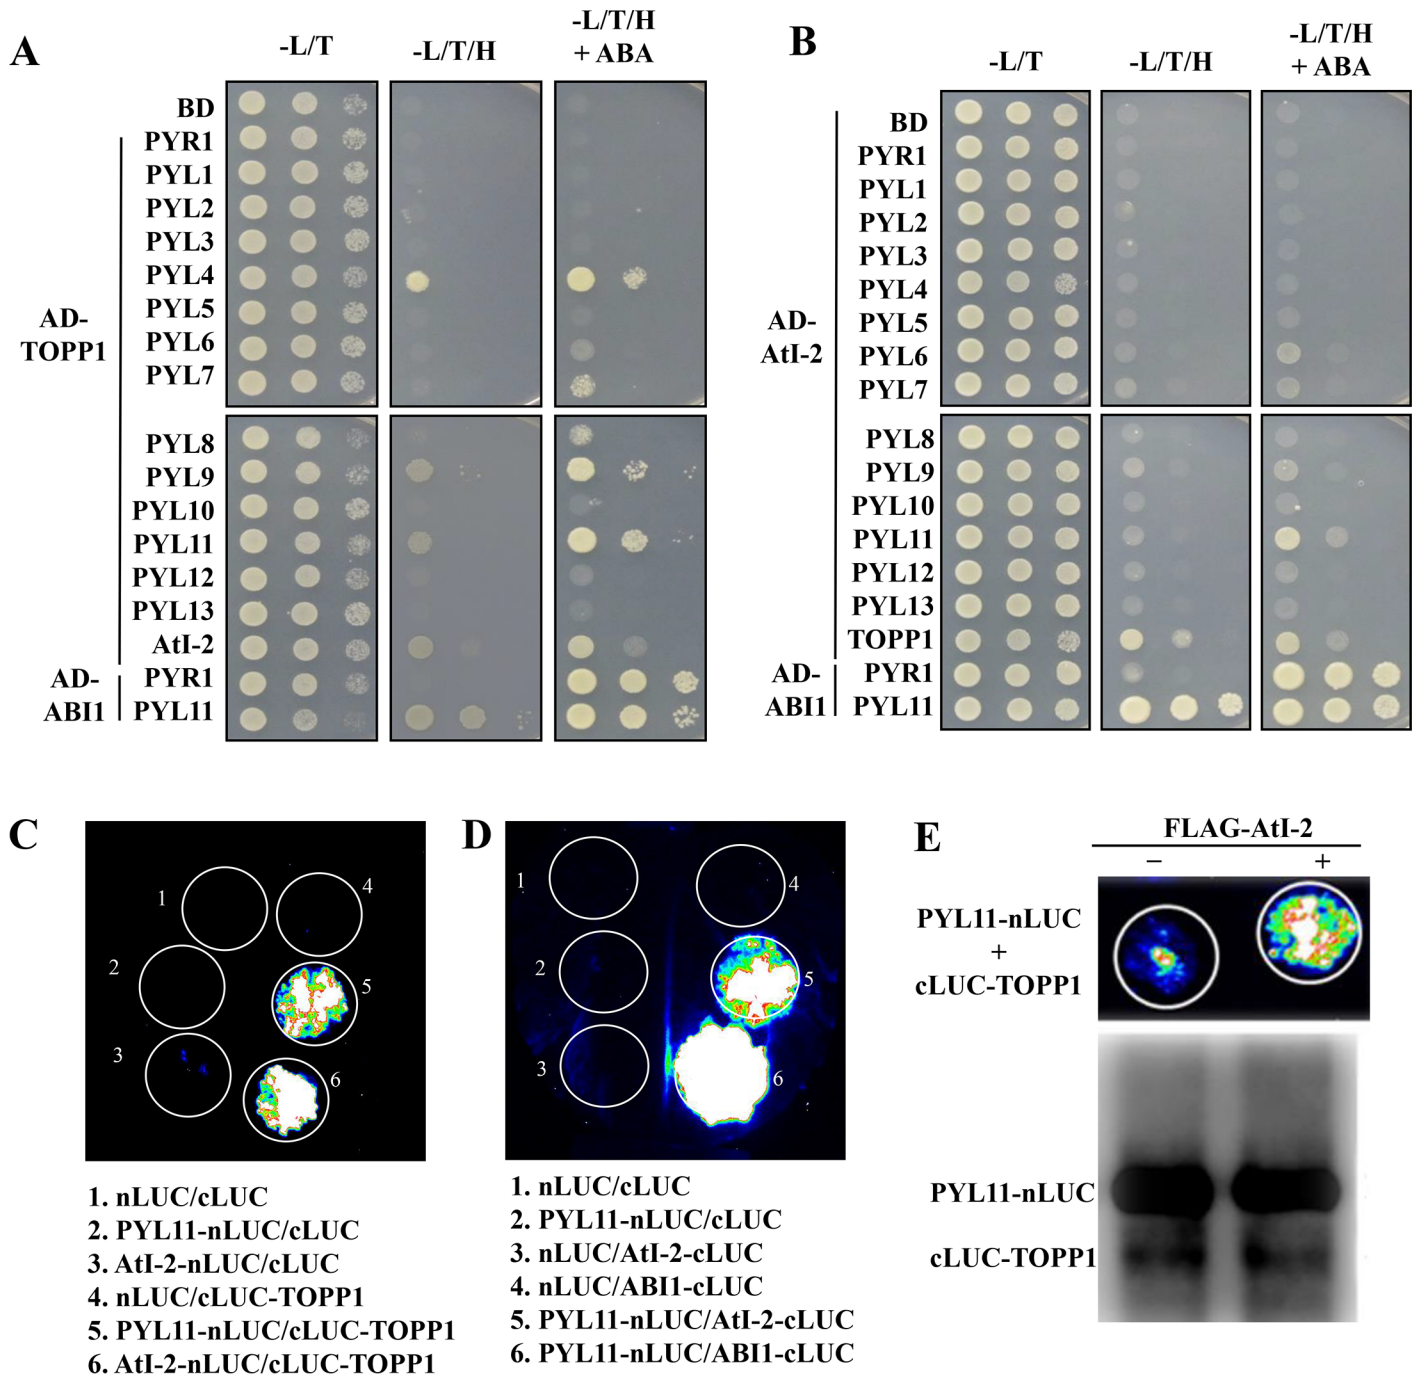 A
-L/T
-L/T/H
-L/T/H
+ ABA
BD
PYR1
PYL1
PYL2
PYL3
PYL4
PYL5
PYL6
PYL7
AD-
TOPP1
PYL8
PYL9
PYL10
PYL11
PYL12
PYL13
AtI-2
AD-
ABI1
PYR1
PYL11
B
-L/T
-L/T/H
-L/T/H
+ ABA
BD
PYR1
PYL1
PYL2
PYL3
PYL4
PYL5
PYL6
PYL7
AD-
AtI-2
PYL8
PYL9
PYL10
PYL11
PYL12
PYL13
TOPP1
AD-
ABI1
PYR1
PYL11
C
1
2
3
4
5
6
1. nLUC/cLUC
2. PYL11-nLUC/cLUC
3. AtI-2-nLUC/cLUC
4. nLUC/cLUC-TOPP1
5. PYL11-nLUC/cLUC-TOPP1
6. AtI-2-nLUC/cLUC-TOPP1
D
1
2
3
4
5
6
1. nLUC/cLUC
2. PYL11-nLUC/cLUC
3. nLUC/AtI-2-cLUC
4. nLUC/ABI1-cLUC
5. PYL11-nLUC/AtI-2-cLUC
6. PYL11-nLUC/ABI1-cLUC
E
FLAG-AtI-2
− +
PYL11-nLUC
+
cLUC-TOPP1
PYL11-nLUC
cLUC-TOPP1